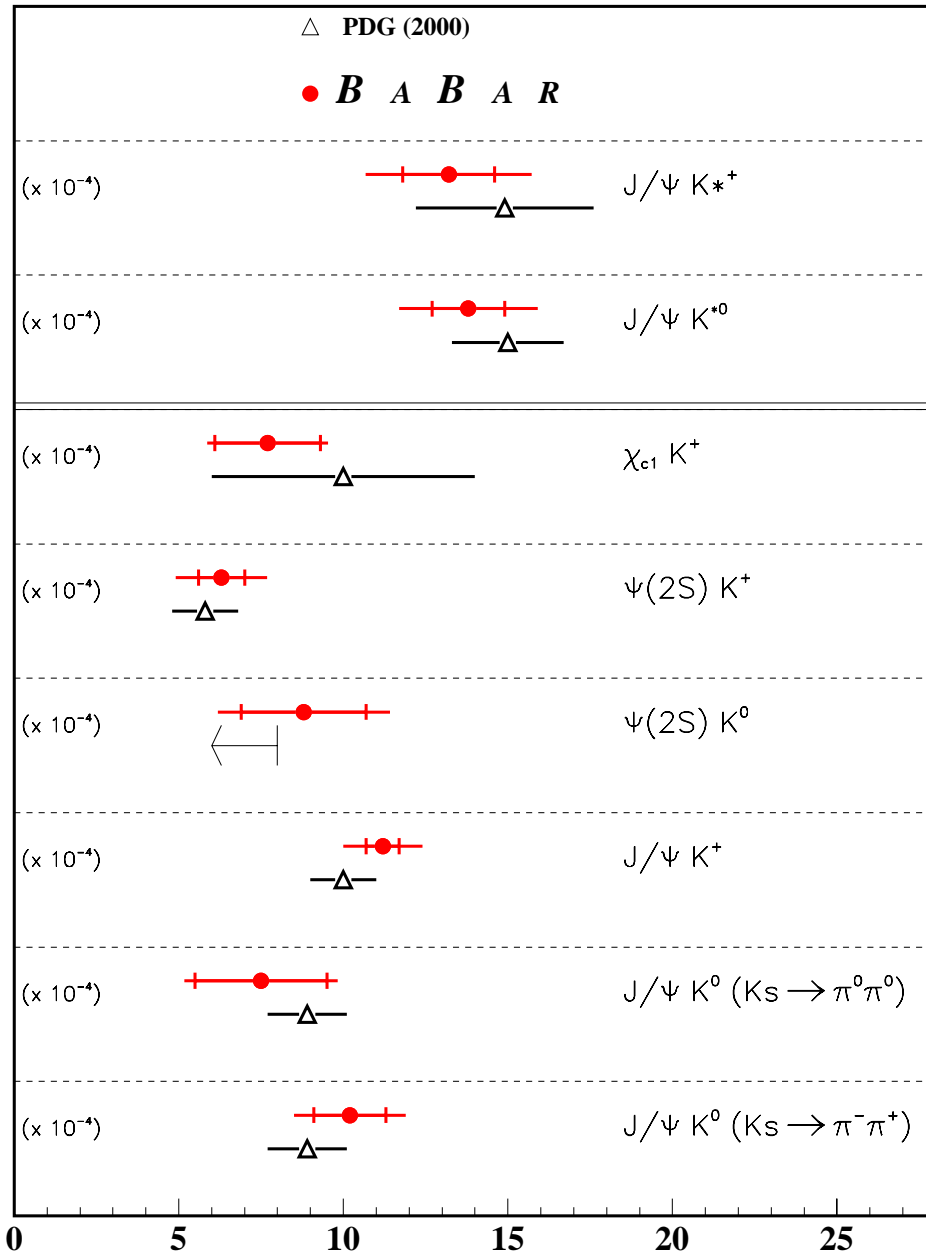 △ PDG (2000)
● B A B A R
(x 10⁻⁴) J/Ψ K*⁺
(x 10⁻⁴) J/Ψ K*⁰
(x 10⁻⁴) χc1 K⁺
(x 10⁻⁴) Ψ(2S) K⁺
(x 10⁻⁴) Ψ(2S) K⁰
(x 10⁻⁴) J/Ψ K⁺
(x 10⁻⁴) J/Ψ K⁰ (Ks → π⁰π⁰)
(x 10⁻⁴) J/Ψ K⁰ (Ks → π⁻π⁺)
0 5 10 15 20 25